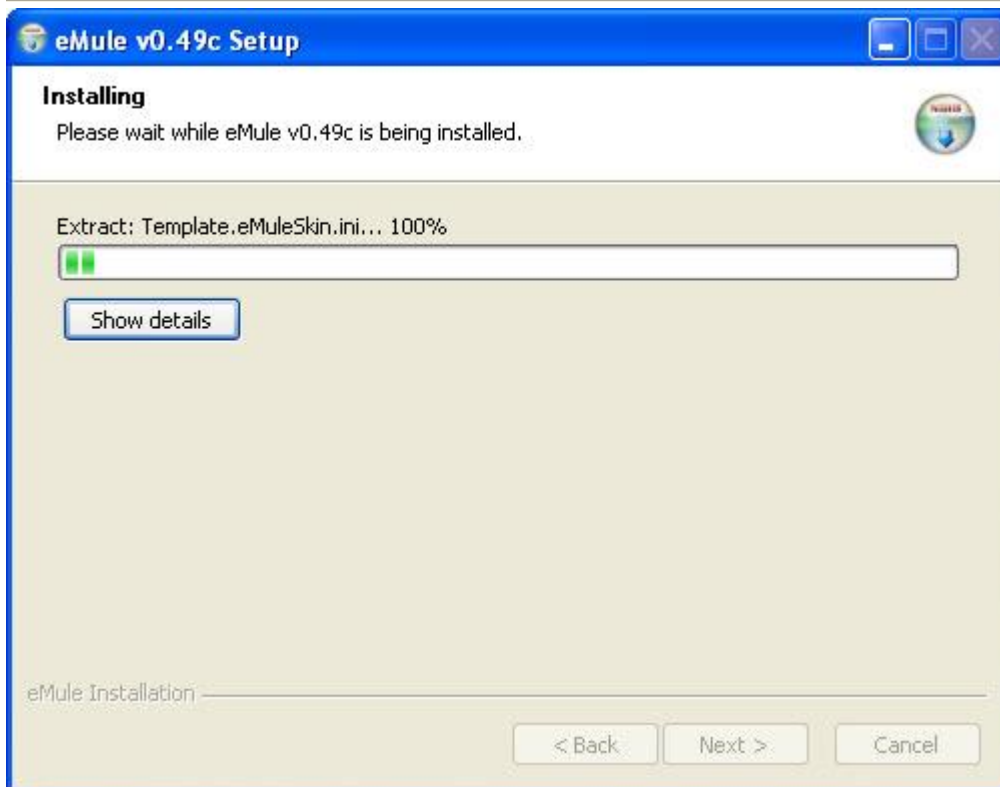 eMule v0.49c Setup
Installing
Please wait while eMule v0.49c is being installed.
Extract: Template.eMuleSkin.ini... 100%
Show details
eMule Installation
< Back
Next >
Cancel